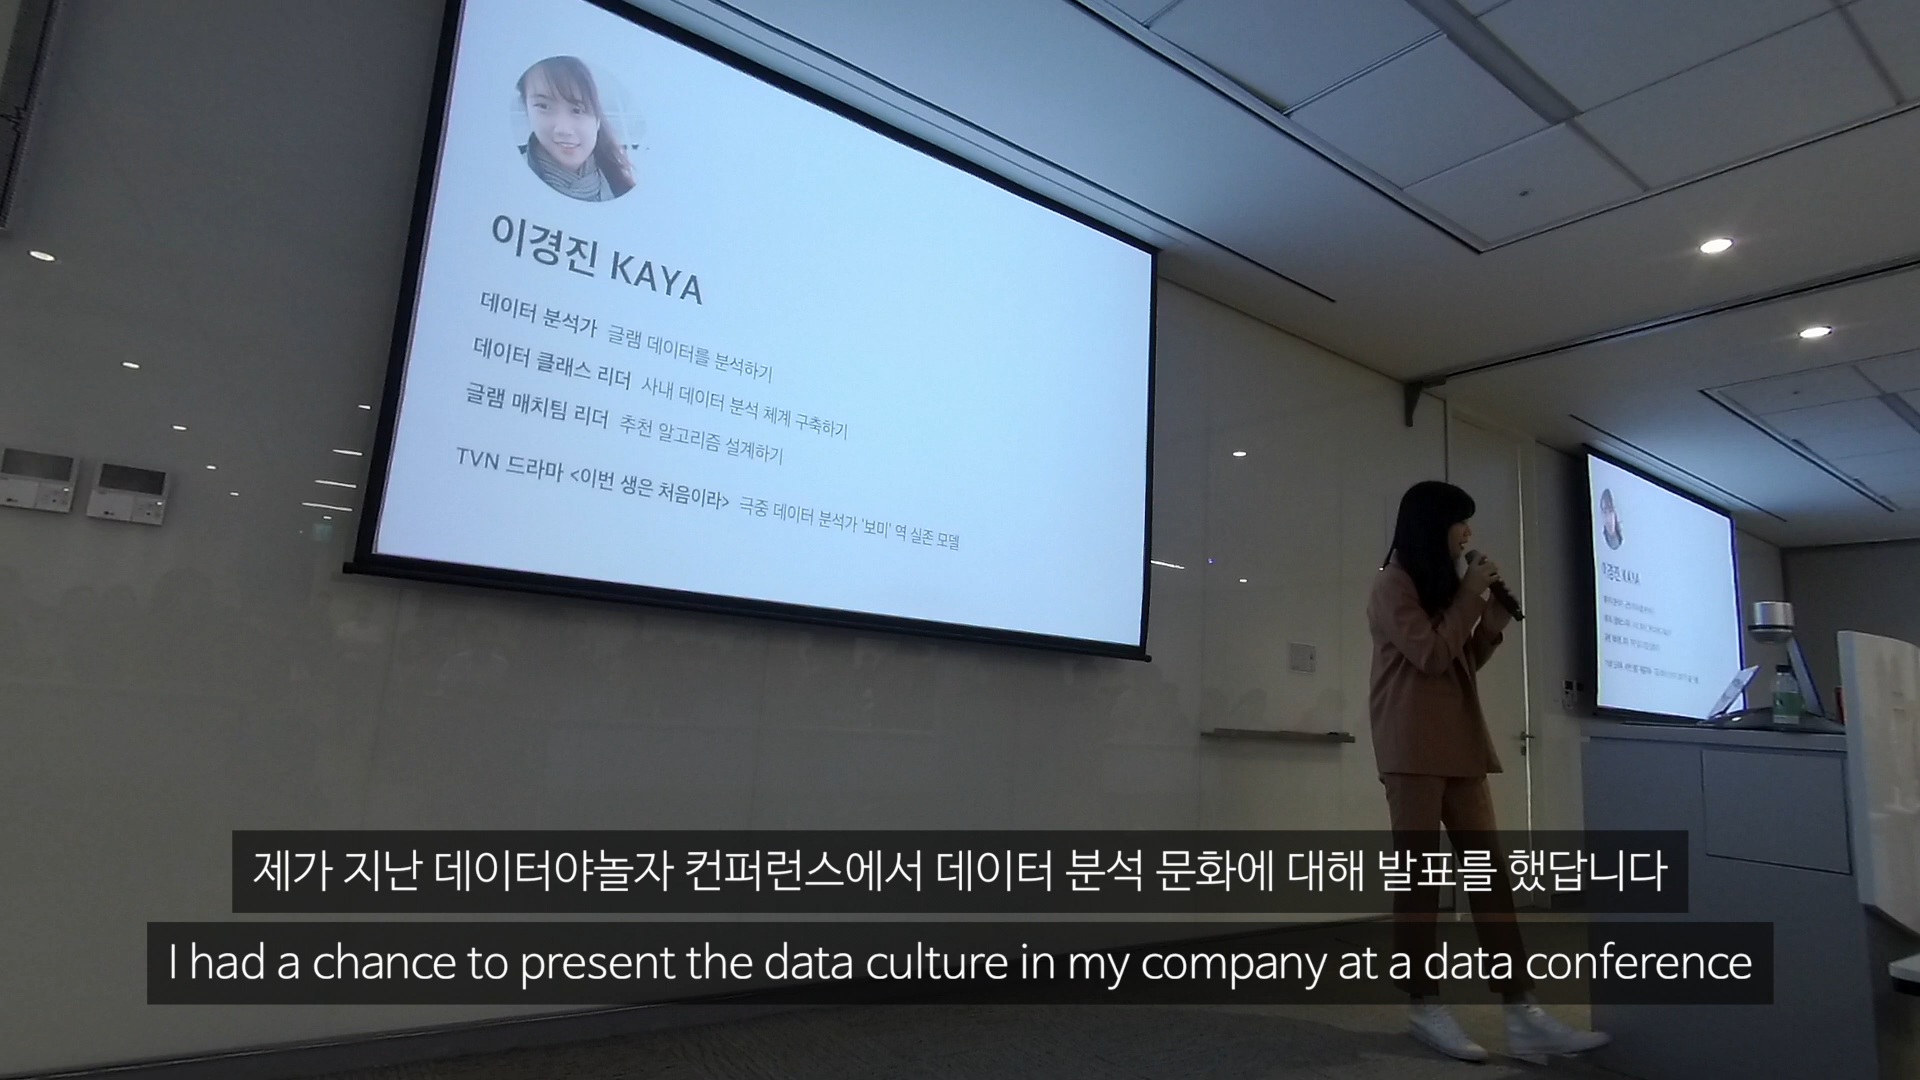 이경진 KAYA
데이터 분석가 글램 데이터를 분석하기
데이터 클래스 리더 사내 데이터 분석 체계 구축하기
글램 매치팀 리더 추천 알고리즘 설계하기
TVN 드라마 <이번 생은 처음이라> 극중 데이터 분석가 '보미' 역 실존 모델
이경진 KAYA
제가 지난 데이터야놀자 컨퍼런스에서 데이터 분석 문화에 대해 발표를 했답니다
I had a chance to present the data culture in my company at a data conference